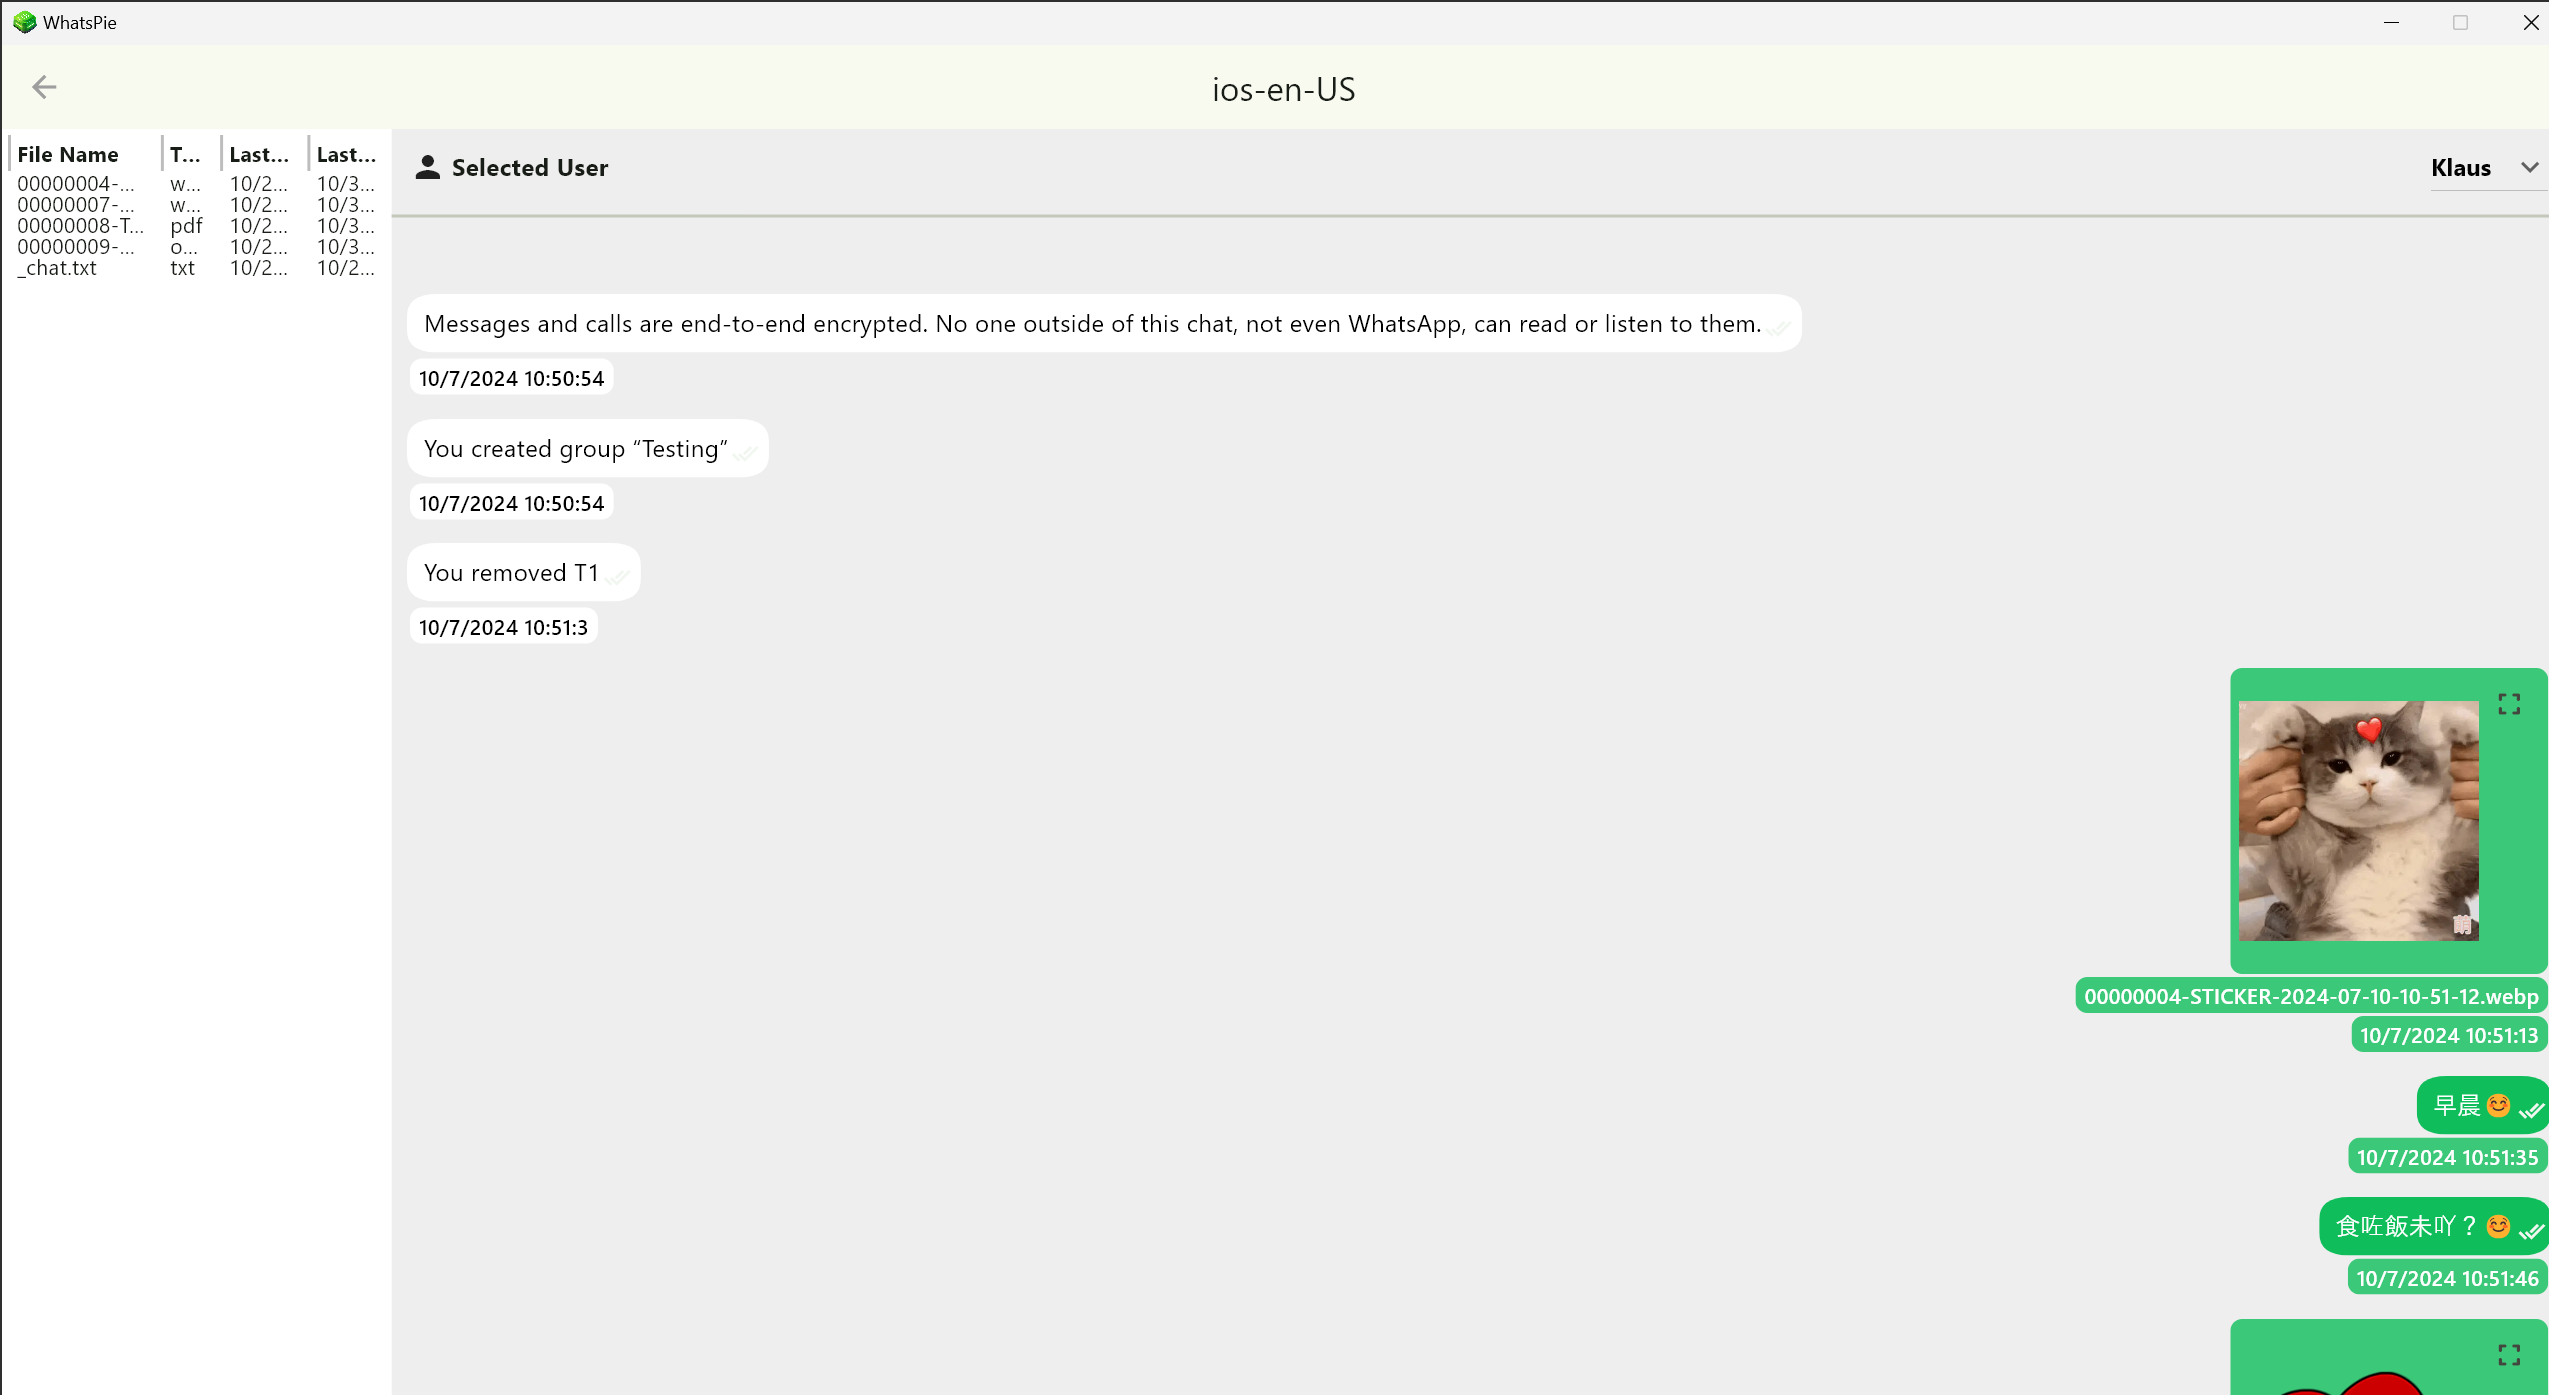 WhatsPie
ios-en-US
File Name T... Last... Last...
00000004-... w... 10/2... 10/3...
00000007-... w... 10/2... 10/3...
00000008-T... pdf 10/2... 10/3...
00000009-... o... 10/2... 10/3...
_chat.txt txt 10/2... 10/2...
Selected User
Klaus
Messages and calls are end-to-end encrypted. No one outside of this chat, not even WhatsApp, can read or listen to them.
10/7/2024 10:50:54
You created group “Testing”
10/7/2024 10:50:54
You removed T1
10/7/2024 10:51:3
萌
00000004-STICKER-2024-07-10-10-51-12.webp
10/7/2024 10:51:13
早晨😊
10/7/2024 10:51:35
食咗飯未吖？😊
10/7/2024 10:51:46